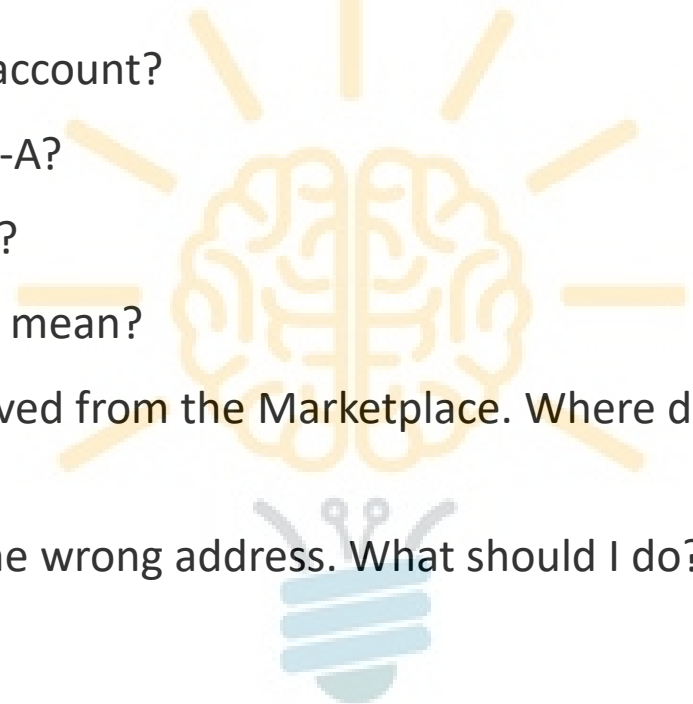 account?
-A?
?
mean?
ved from the Marketplace. Where d
e wrong address. What should I do?